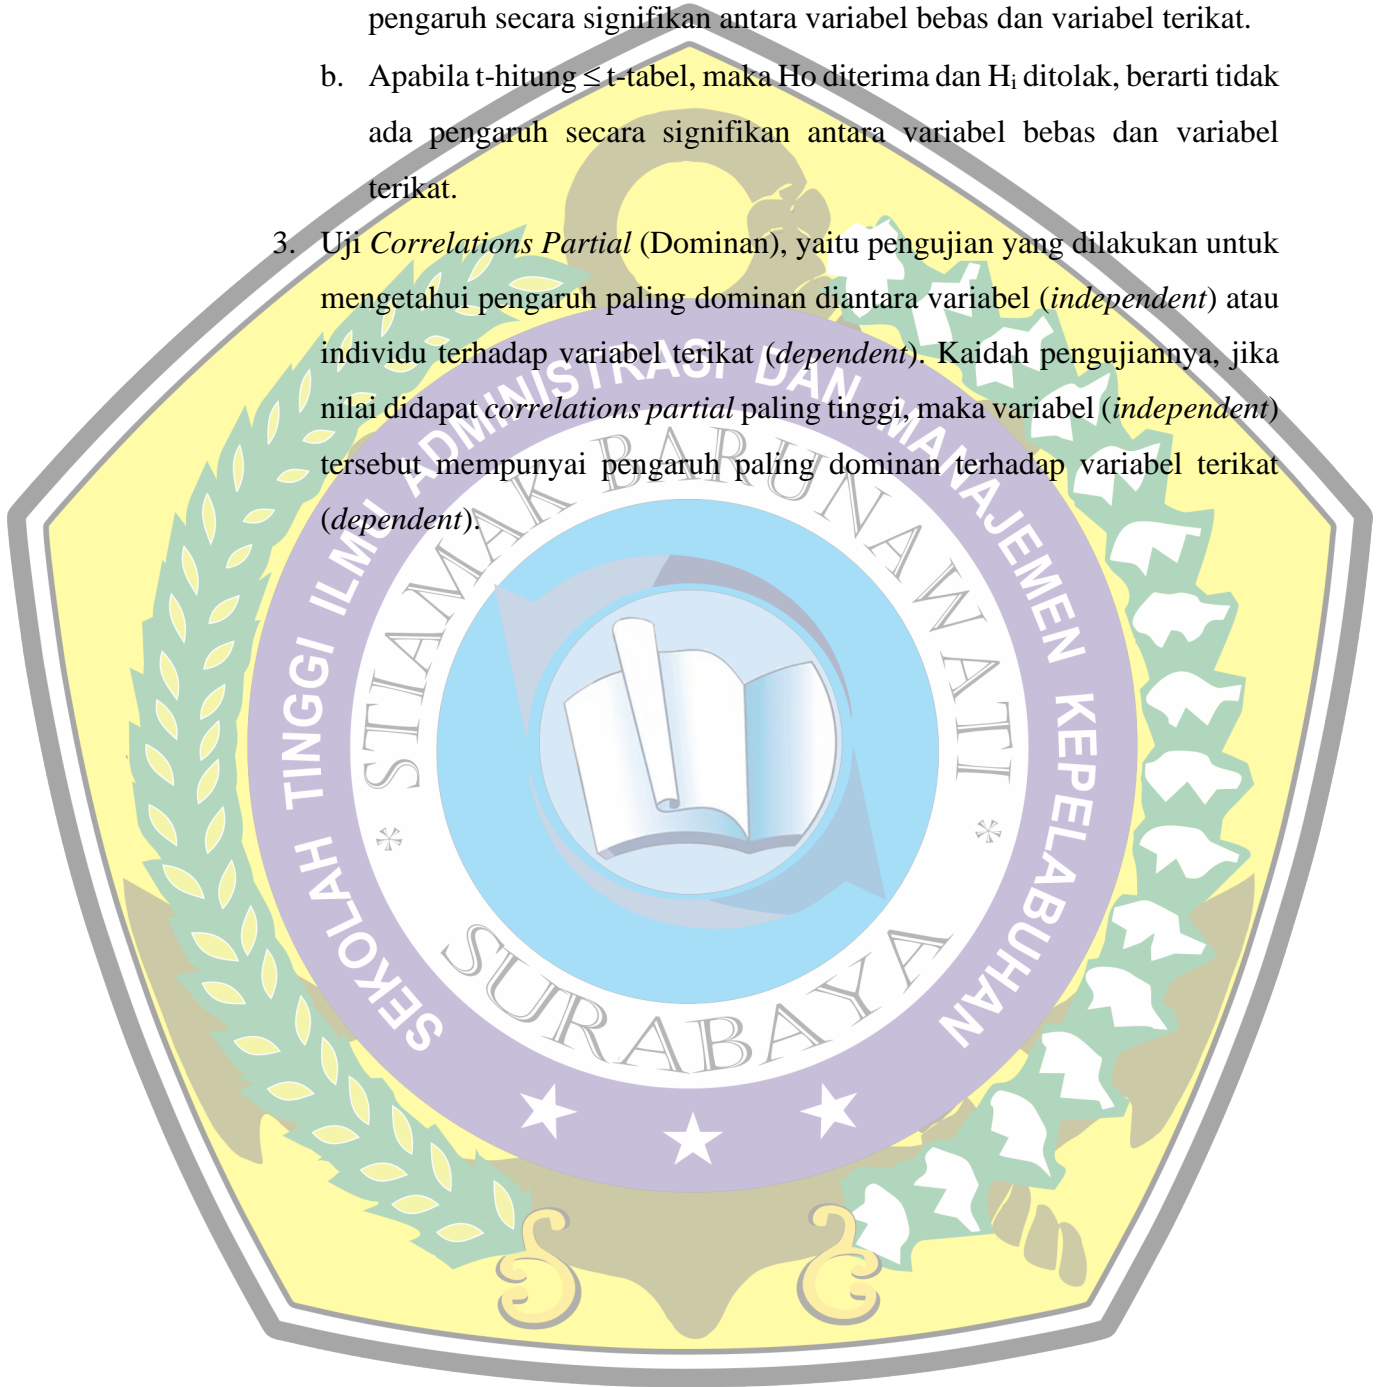 pengaruh secara signifikan antara variabel bebas dan variabel terikat.
b. Apabila t-hitung ≤ t-tabel, maka Ho diterima dan Hi ditolak, berarti tidak
ada pengaruh secara signifikan antara variabel bebas dan variabel
terikat.
3. Uji Correlations Partial (Dominan), yaitu pengujian yang dilakukan untuk
mengetahui pengaruh paling dominan diantara variabel (independent) atau
individu terhadap variabel terikat (dependent). Kaidah pengujiannya, jika
nilai didapat correlations partial paling tinggi, maka variabel (independent)
tersebut mempunyai pengaruh paling dominan terhadap variabel terikat
(dependent).
SEKOLAH TINGGI ILMU ADMINISTRASI DAN MANAJEMEN KEPELABUHAN
STIAMAK BARUNAWATI
* SURABAYA *